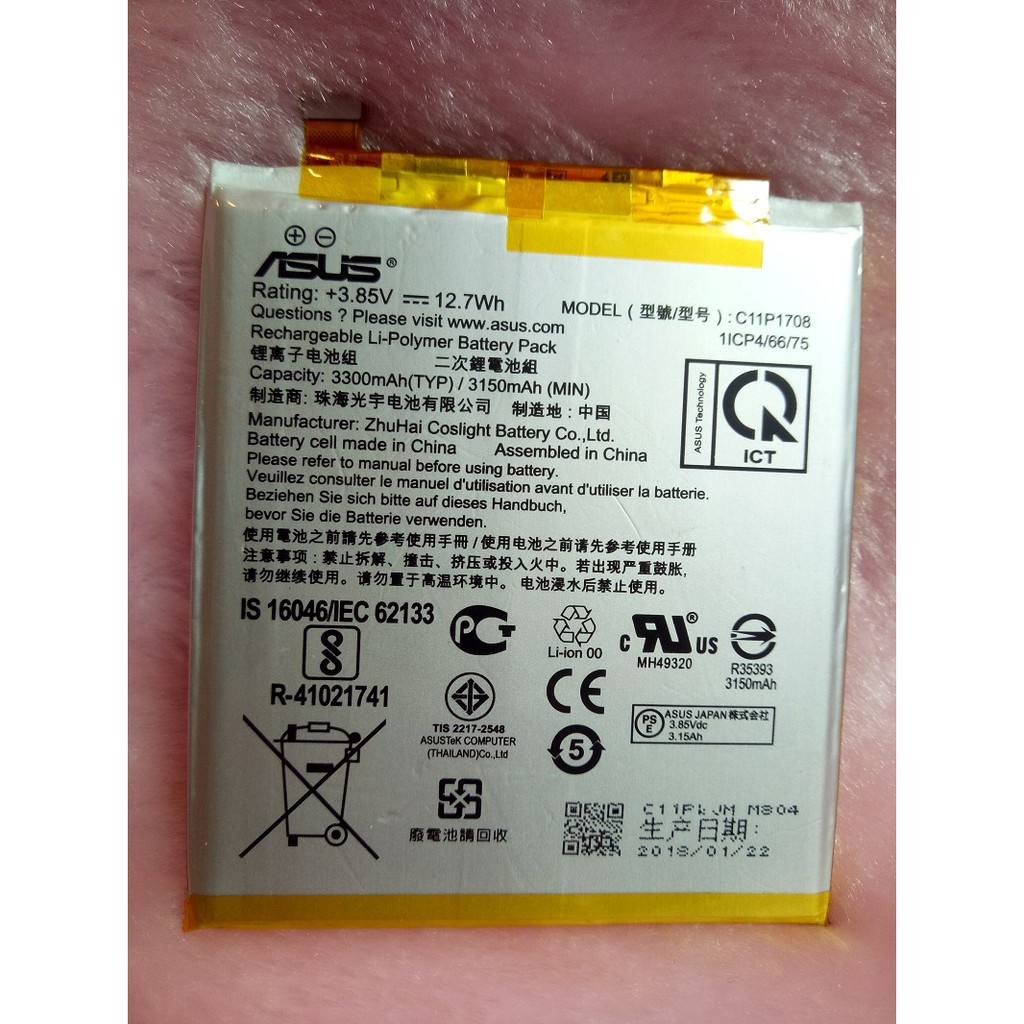 ASUS®
Rating: +3.85V 12.7Wh
MODEL ( 型號/型号 ) : C11P1708
Questions ? Please visit www.asus.com
1ICP4/66/75
Rechargeable Li-Polymer Battery Pack
锂离子电池组 二次鋰電池組
Capacity: 3300mAh(TYP) / 3150mAh (MIN)
制造商: 珠海光宇电池有限公司 制造地 : 中国
Manufacturer: ZhuHai Coslight Battery Co.,Ltd.
Battery cell made in China Assembled in China
Please refer to manual before using battery.
Veuillez consulter le manuel d'utilisation avant d'utiliser la batterie.
Beziehen Sie sich bitte auf dieses Handbuch,
bevor Sie die Batterie verwenden.
使用電池之前請先參考使用手冊 / 使用电池之前请先参考使用手册
注意事项 : 禁止拆解、撞击、挤压或投入火中。若出现严重鼓胀,
请勿继续使用。请勿置于高温环境中。电池浸水后禁止使用。
ASUS Technology
ICT
IS 16046/IEC 62133
R-41021741
Li-ion 00
c RU® US
MH49320
R35393
3150mAh
TIS 2217-2548
ASUSTeK COMPUTER
(THAILAND)Co.,Ltd
CE
5
PSE
ASUS JAPAN 株式会社
3.85Vdc
3.15Ah
廢電池請回收
M804
生产日期:
2018/01/22